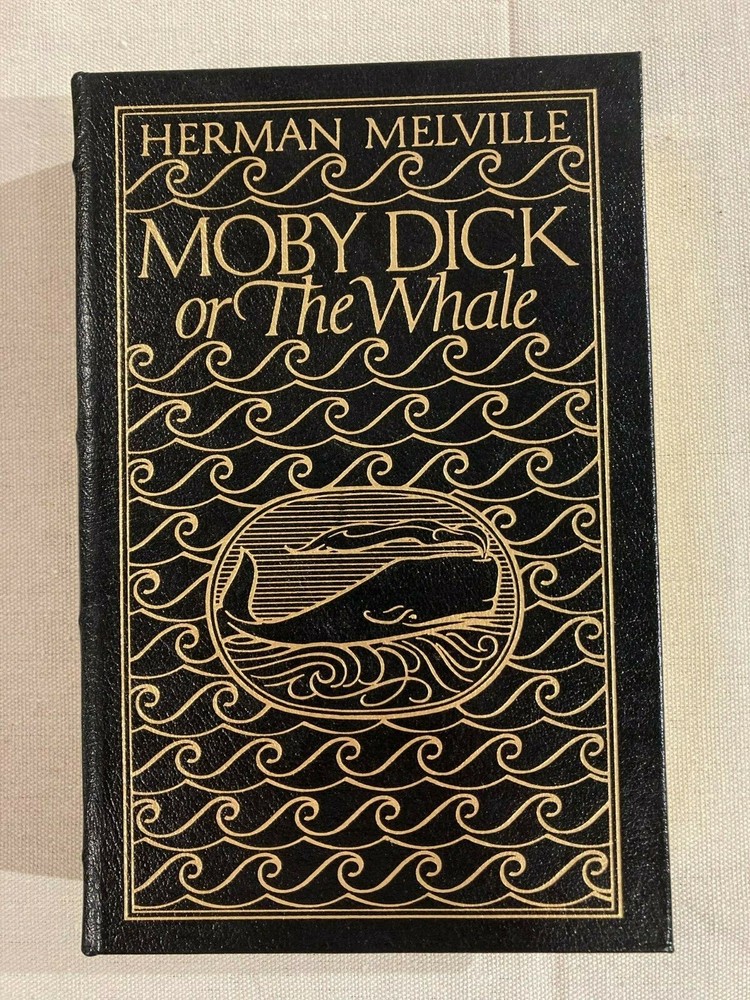 HERMAN MELVILLE
MOBY DICK
or The Whale